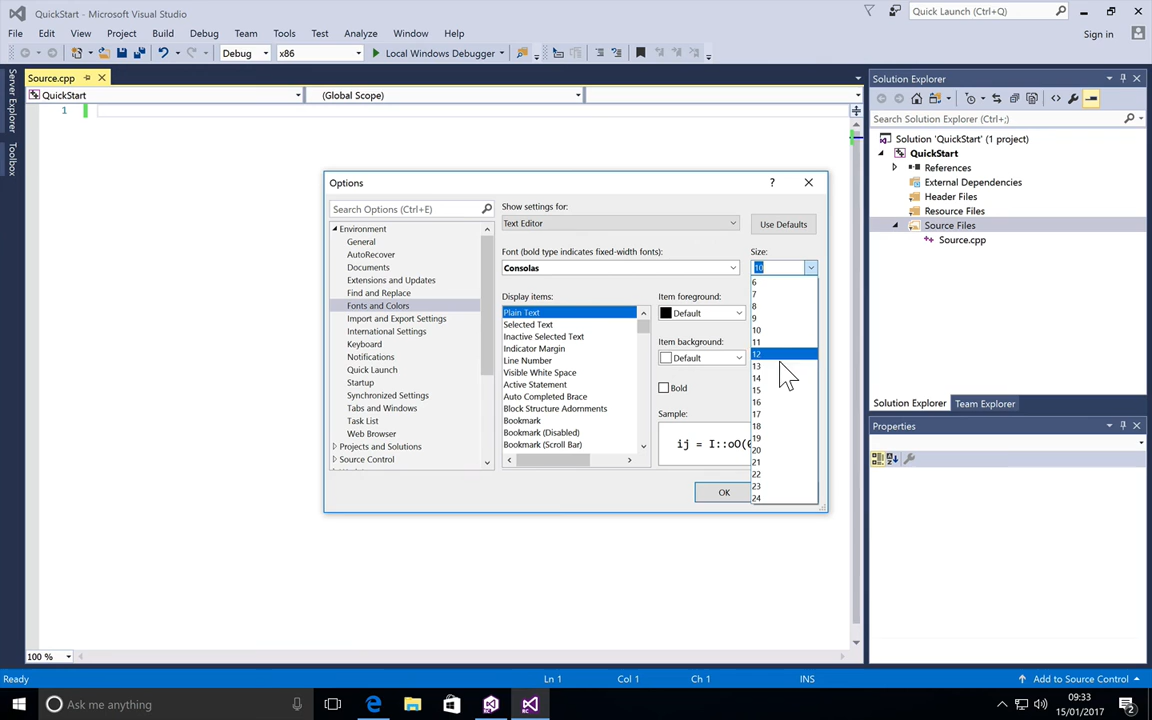 QuickStart - Microsoft Visual Studio
Quick Launch (Ctrl+Q)
File Edit View Project Build Debug Team Tools Test Analyze Window Help
Sign in
Debug x86 Local Windows Debugger
Server Explorer
Toolbox
Source.cpp
QuickStart (Global Scope)
1
Solution Explorer
Search Solution Explorer (Ctrl+;)
Solution 'QuickStart' (1 project)
QuickStart
References
External Dependencies
Header Files
Resource Files
Source Files
Source.cpp
Solution Explorer Team Explorer
Properties
Options
Search Options (Ctrl+E)
Environment
General
AutoRecover
Documents
Extensions and Updates
Find and Replace
Fonts and Colors
Import and Export Settings
International Settings
Keyboard
Notifications
Quick Launch
Startup
Synchronized Settings
Tabs and Windows
Task List
Web Browser
Projects and Solutions
Source Control
Show settings for:
Text Editor
Use Defaults
Font (bold type indicates fixed-width fonts):
Consolas
Size:
10
6
7
8
9
10
11
12
13
14
15
16
17
18
19
20
21
22
23
24
Display items:
Plain Text
Selected Text
Inactive Selected Text
Indicator Margin
Line Number
Visible White Space
Active Statement
Auto Completed Brace
Block Structure Adornments
Bookmark
Bookmark (Disabled)
Bookmark (Scroll Bar)
Item foreground:
Default
Item background:
Default
Bold
Sample:
ij = I::oO(
OK
100 %
Ready Ln 1 Col 1 Ch 1 INS Add to Source Control
Ask me anything
RC
RC
09:33
15/01/2017
2